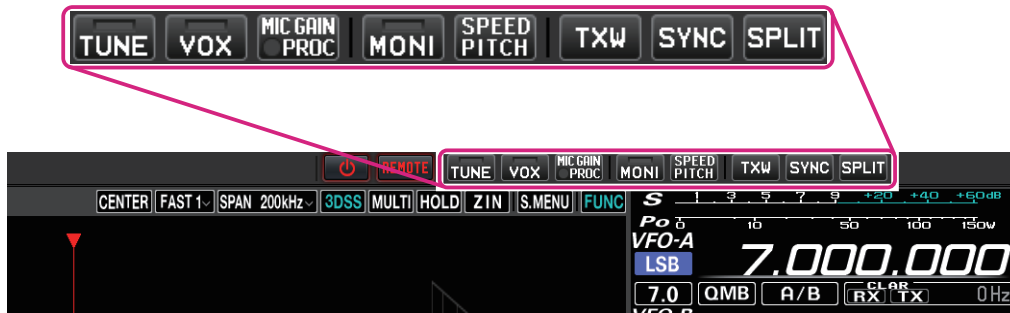 TUNE VOX MIC GAIN PROC MONI SPEED PITCH TXW SYNC SPLIT
REMOTE TUNE VOX MIC GAIN PROC MONI SPEED PITCH TXW SYNC SPLIT
CENTER FAST 1 SPAN 200kHz 3DSS MULTI HOLD Z IN S.MENU FUNC
S 1 3 5 7 9 +20 +40 +60dB
Po 0 10 50 100 150W
VFO-A
LSB 7.000.000
7.0 QMB A/B CLAR RX TX 0Hz
VFO-B